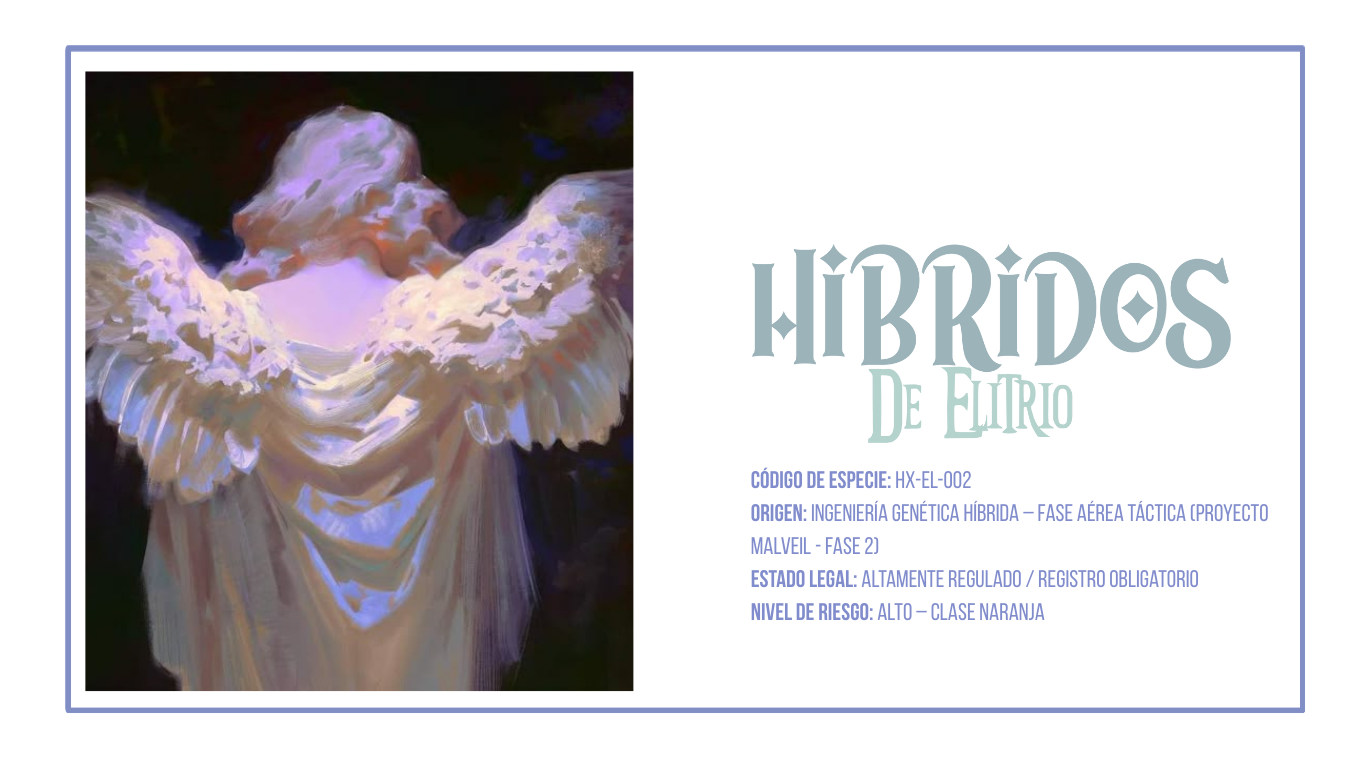 HÍBRIDOS
DE ELITRIO
CÓDIGO DE ESPECIE: HX-EL-002
ORIGEN: INGENIERÍA GENÉTICA HÍBRIDA – FASE AÉREA TÁCTICA (PROYECTO
MALVEIL - FASE 2)
ESTADO LEGAL: ALTAMENTE REGULADO / REGISTRO OBLIGATORIO
NIVEL DE RIESGO: ALTO – CLASE NARANJA